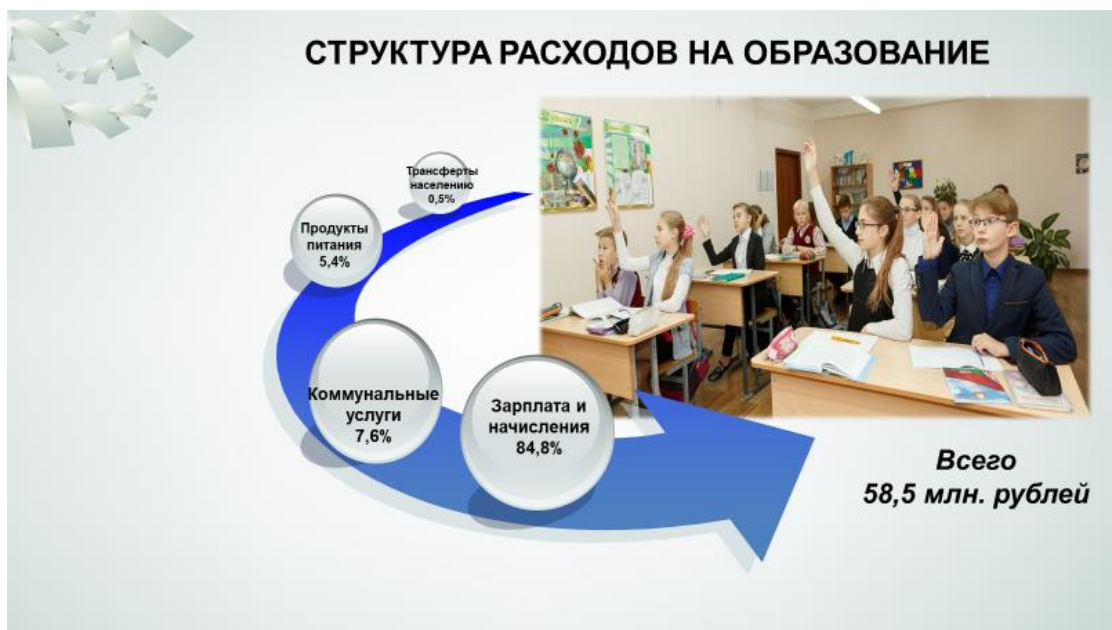 СТРУКТУРА РАСХОДОВ НА ОБРАЗОВАНИЕ
Трансферты
населению
0,5%
Продукты
питания
5,4%
Коммунальные
услуги
7,6%
Зарплата и
начисления
84,8%
Всего
58,5 млн. рублей